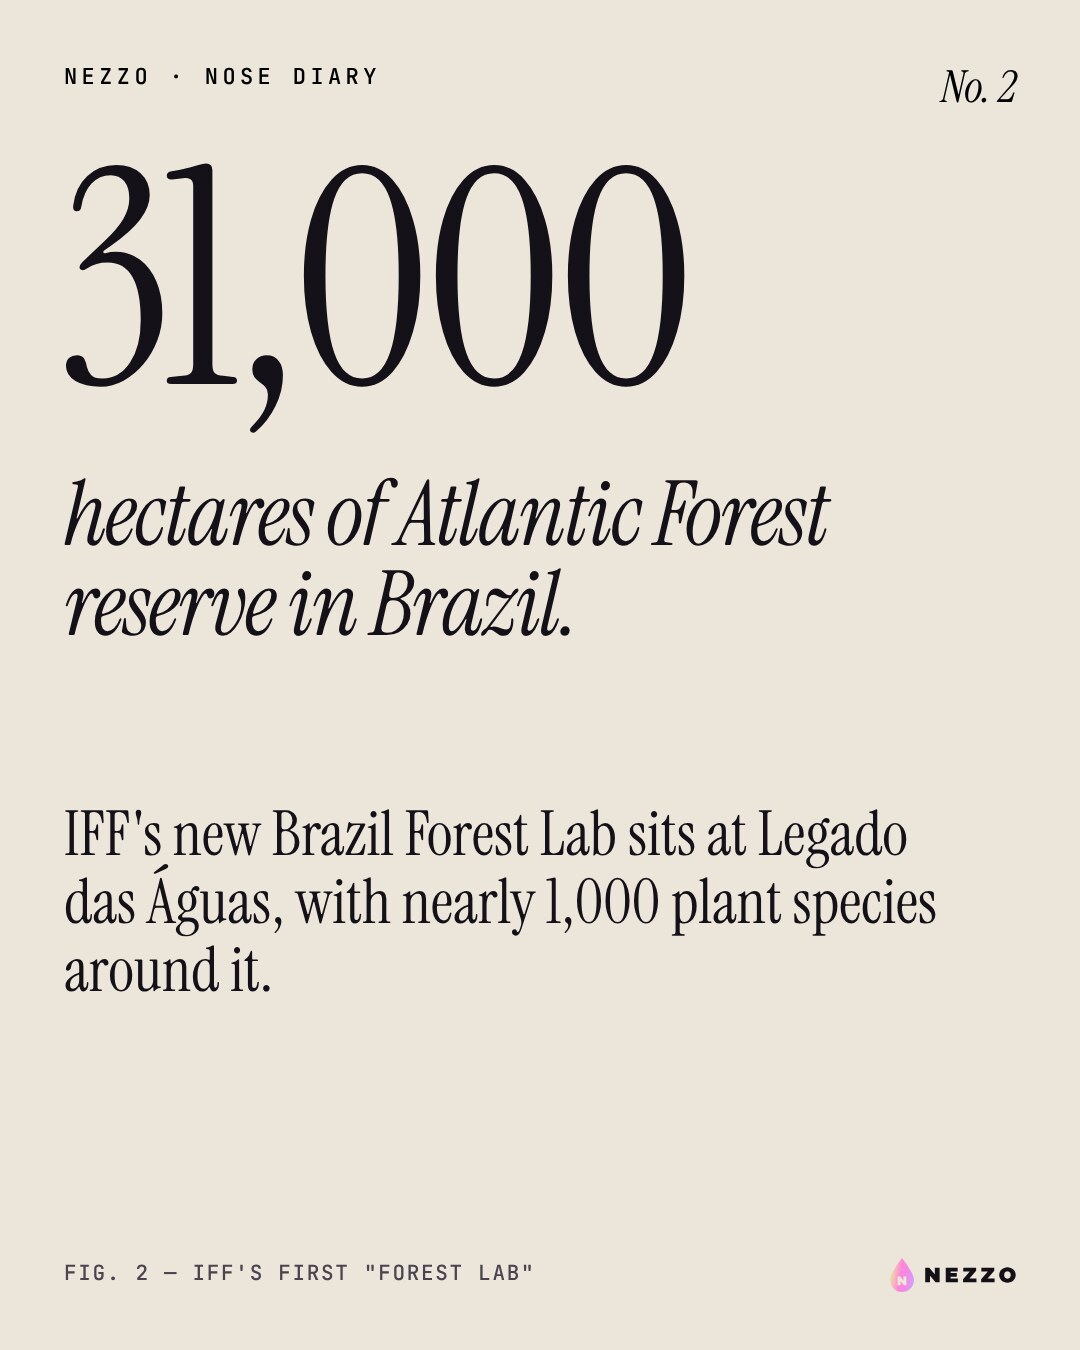 NEZZO · NOSE DIARY
No. 2
31,000
hectares of Atlantic Forest
reserve in Brazil.
IFF's new Brazil Forest Lab sits at Legado
das Águas, with nearly 1,000 plant species
around it.
FIG. 2 — IFF'S FIRST "FOREST LAB"
N NEZZO